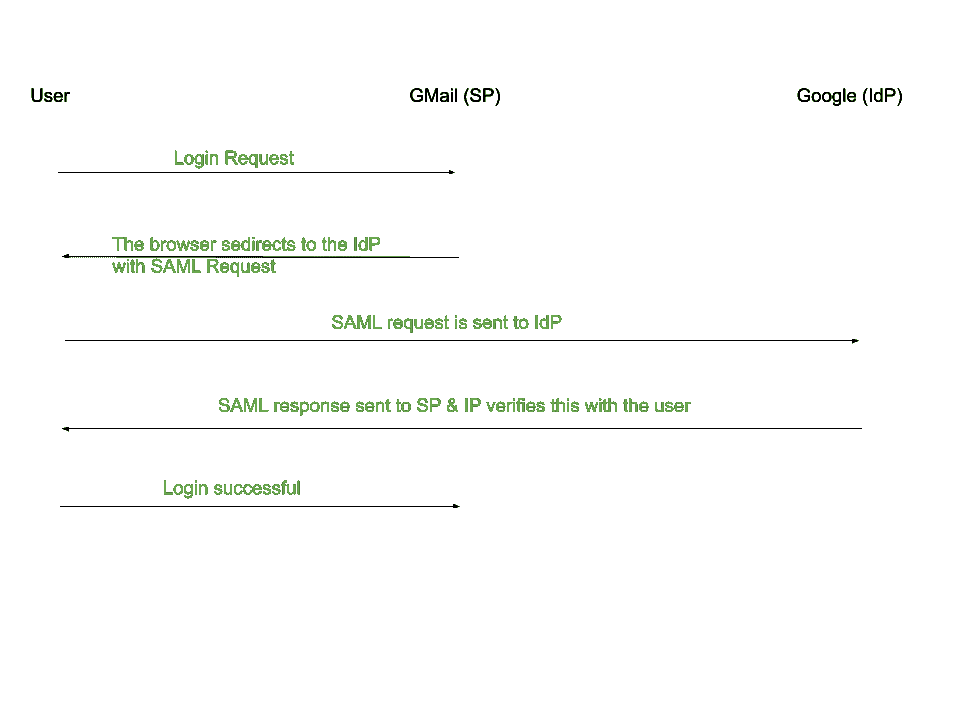 User
GMail (SP)
Google (IdP)
Login Request
The browser sedirects to the IdP
with SAML Request
SAML request is sent to IdP
SAML response sent to SP & IP verifies this with the user
Login successful